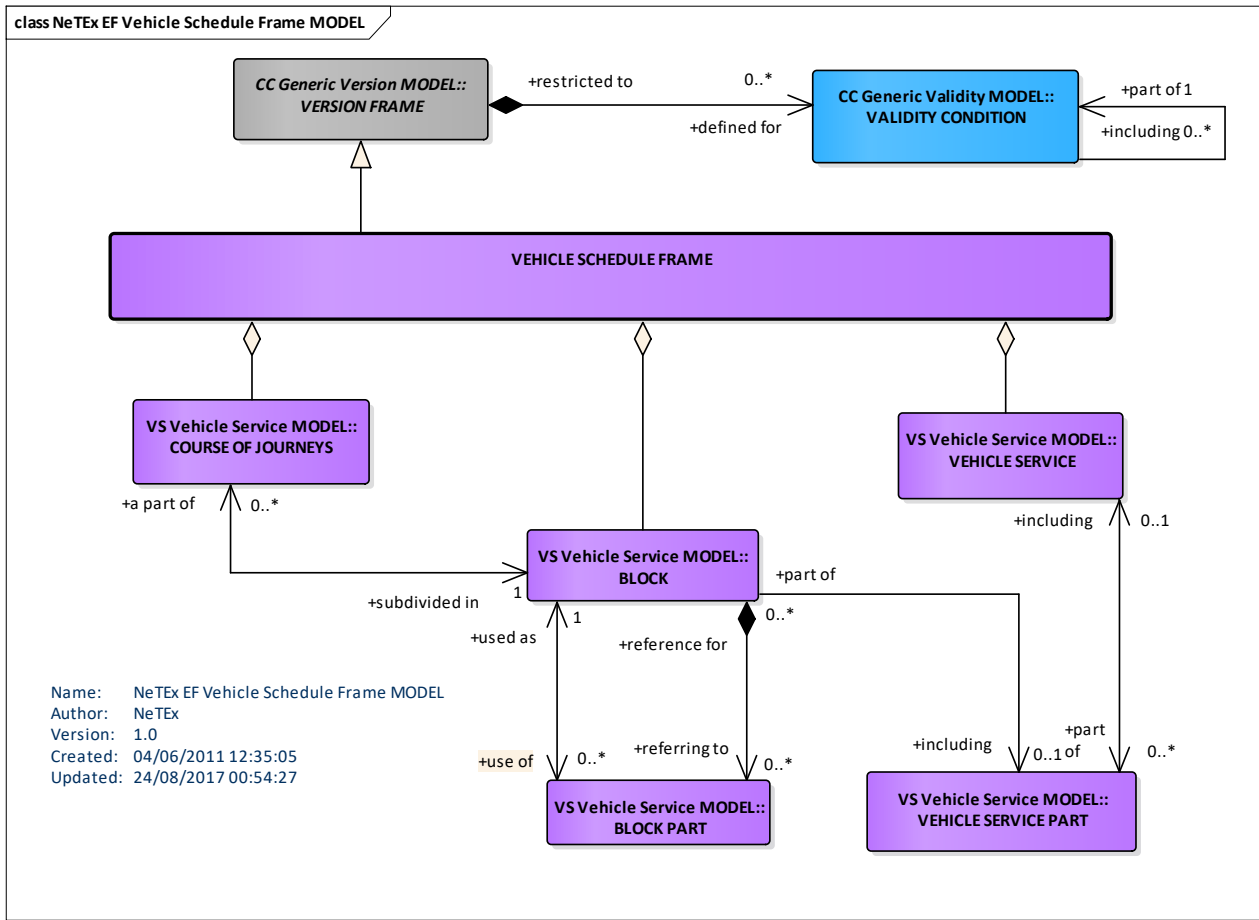 class NeTEx EF Vehicle Schedule Frame MODEL
CC Generic Version MODEL::
VERSION FRAME
+restricted to
0..*
+defined for
CC Generic Validity MODEL::
VALIDITY CONDITION
+part of 1
+including 0..*
VEHICLE SCHEDULE FRAME
VS Vehicle Service MODEL::
COURSE OF JOURNEYS
VS Vehicle Service MODEL::
VEHICLE SERVICE
+a part of
0..*
+including
0..1
VS Vehicle Service MODEL::
BLOCK
+subdivided in
1
+part of
0..*
+used as
1
+reference for
Name: NeTEx EF Vehicle Schedule Frame MODEL
Author: NeTEx
Version: 1.0
Created: 04/06/2011 12:35:05
Updated: 24/08/2017 00:54:27
+use of
0..*
+referring to
0..*
+including
0..1
+part
of
0..*
VS Vehicle Service MODEL::
BLOCK PART
VS Vehicle Service MODEL::
VEHICLE SERVICE PART